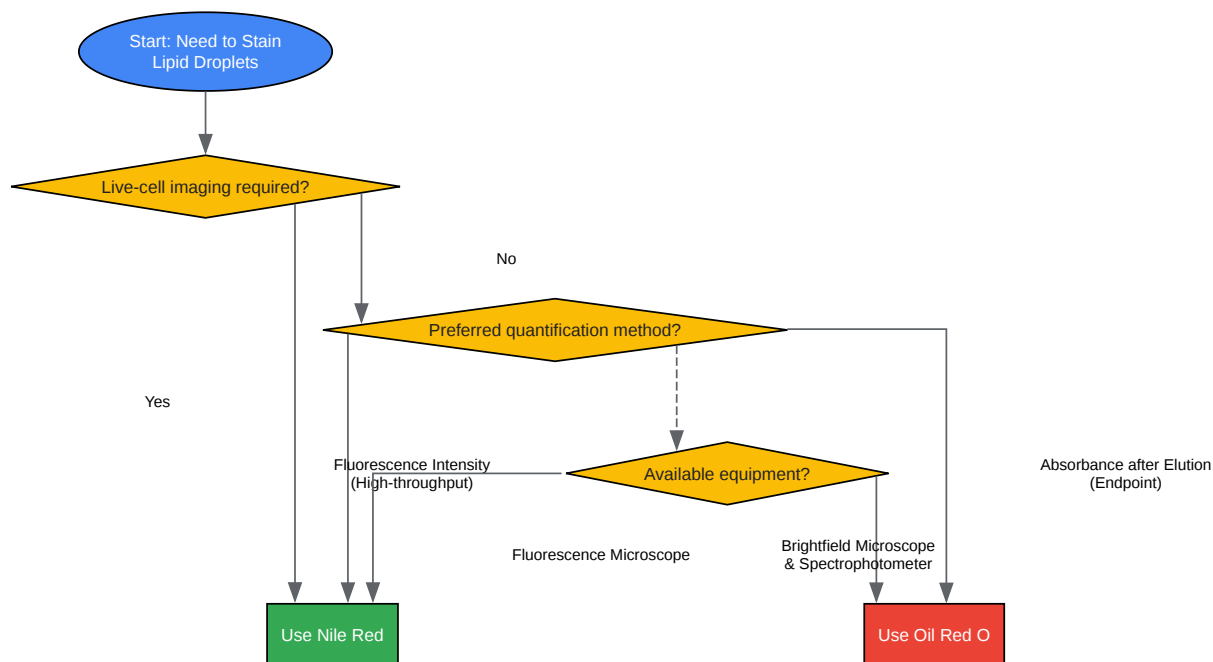 Start: Need to Stain
Lipid Droplets
Live-cell imaging required?
No
Preferred quantification method?
Yes
Fluorescence Intensity
(High-throughput)
Available equipment?
Absorbance after Elution
(Endpoint)
Fluorescence Microscope
Brightfield Microscope
& Spectrophotometer
Use Nile Red
Use Oil Red O